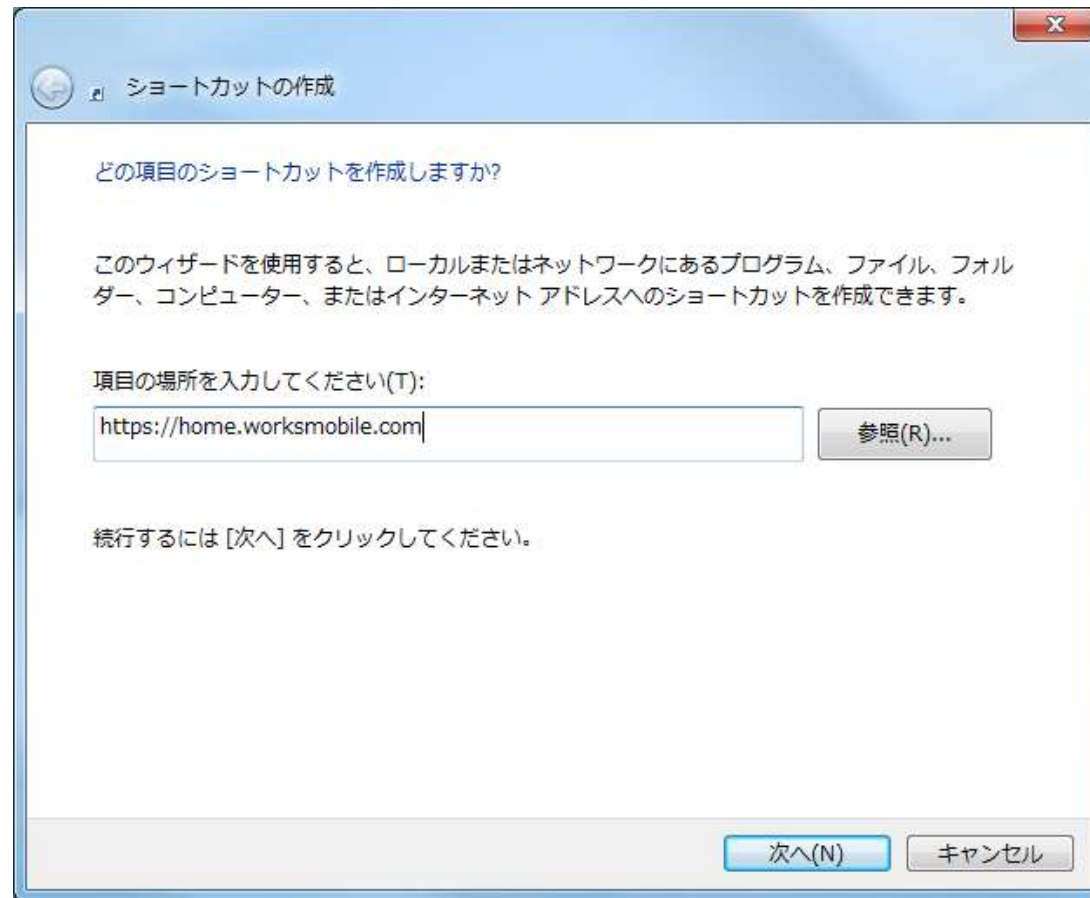 ショートカットの作成
どの項目のショートカットを作成しますか?
このウィザードを使用すると、ローカルまたはネットワークにあるプログラム、ファイル、フォル
ダー、コンピューター、またはインターネット アドレスへのショートカットを作成できます。
項目の場所を入力してください(T):
https://home.worksmobile.com
参照(R)...
続行するには [次へ] をクリックしてください。
次へ(N)
キャンセル